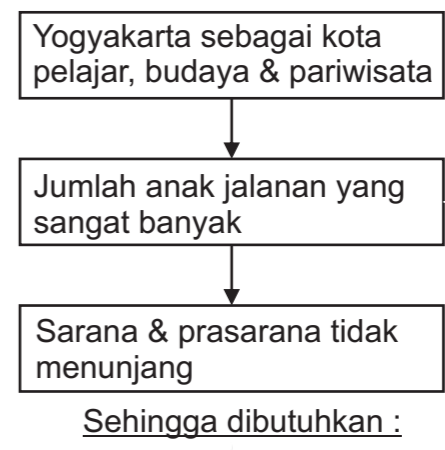 Yogyakarta sebagai kota
pelajar, budaya & pariwisata
Jumlah anak jalanan yang
sangat banyak
Sarana & prasarana tidak
menunjang
Sehingga dibutuhkan :